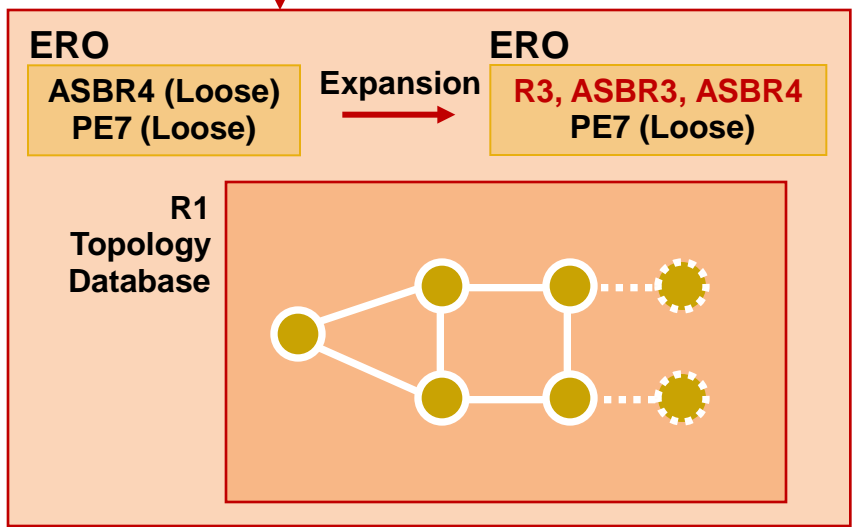 ERO
ASBR4 (Loose)
PE7 (Loose)
Expansion
ERO
R3, ASBR3, ASBR4
PE7 (Loose)
R1
Topology
Database